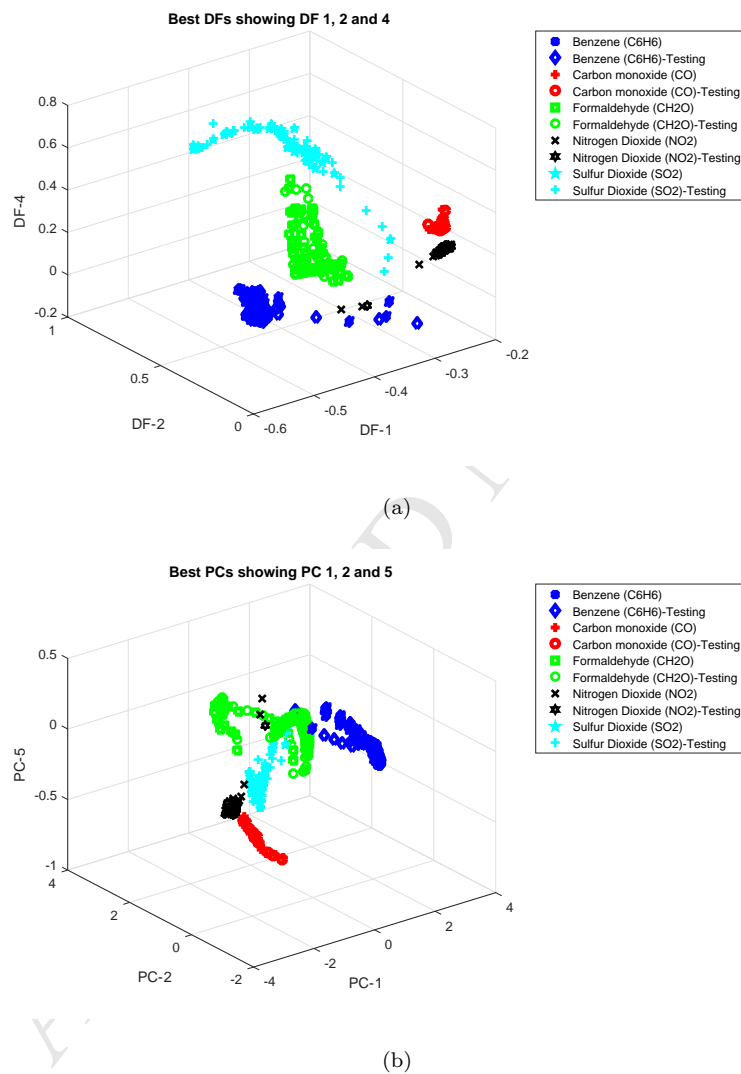 Best DFs showing DF 1, 2 and 4
Benzene (C6H6)
Benzene (C6H6)-Testing
Carbon monoxide (CO)
Carbon monoxide (CO)-Testing
Formaldehyde (CH2O)
Formaldehyde (CH2O)-Testing
Nitrogen Dioxide (NO2)
Nitrogen Dioxide (NO2)-Testing
Sulfur Dioxide (SO2)
Sulfur Dioxide (SO2)-Testing
0.8
0.6
0.4
0.2
0
-0.2
DF-4
1
0.5
0
DF-2
-0.6
-0.5
-0.4
-0.3
-0.2
DF-1
(a)
Best PCs showing PC 1, 2 and 5
Benzene (C6H6)
Benzene (C6H6)-Testing
Carbon monoxide (CO)
Carbon monoxide (CO)-Testing
Formaldehyde (CH2O)
Formaldehyde (CH2O)-Testing
Nitrogen Dioxide (NO2)
Nitrogen Dioxide (NO2)-Testing
Sulfur Dioxide (SO2)
Sulfur Dioxide (SO2)-Testing
0.5
0
-0.5
-1
PC-5
4
2
0
-2
PC-2
-4
-2
0
2
4
PC-1
(b)